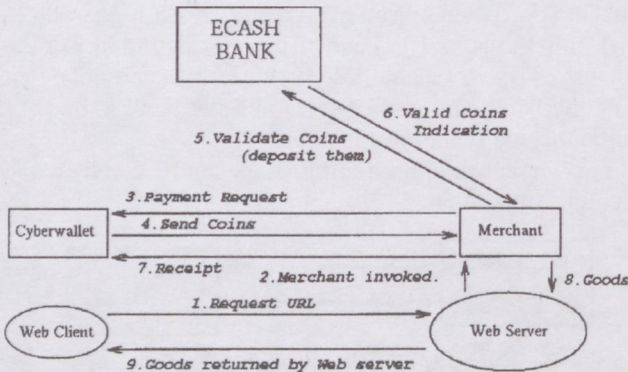 ECASH
BANK
6.Valid Coins
Indication
5.Validate Coins
(deposit them)
3.Payment Request
Cyberwallet
4.Send Coins
Merchant
7.Receipt
2.Merchant invoked.
8.Goods
1.Request URL
Web Client
Web Server
9.Goods returned by Web server